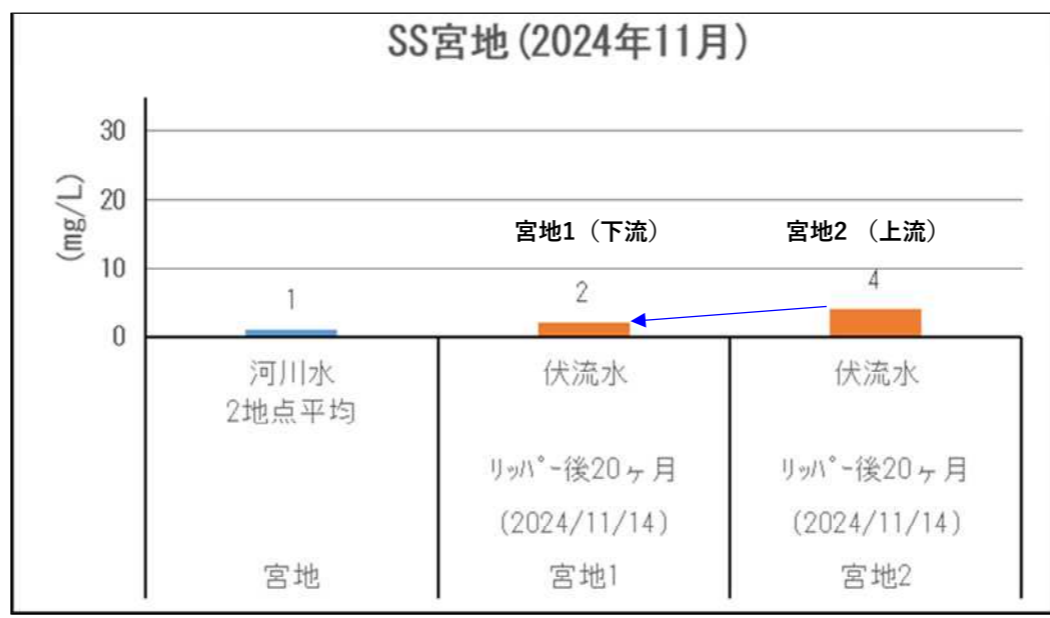 SS宮地(2024年11月)
(mg/L)
30
20
10
0
宮地1（下流）
宮地2 （上流）
1
2
4
河川水
2地点平均
宮地
伏流水
ﾘｯﾊﾟｰ後20ヶ月
(2024/11/14)
宮地1
伏流水
ﾘｯﾊﾟｰ後20ヶ月
(2024/11/14)
宮地2